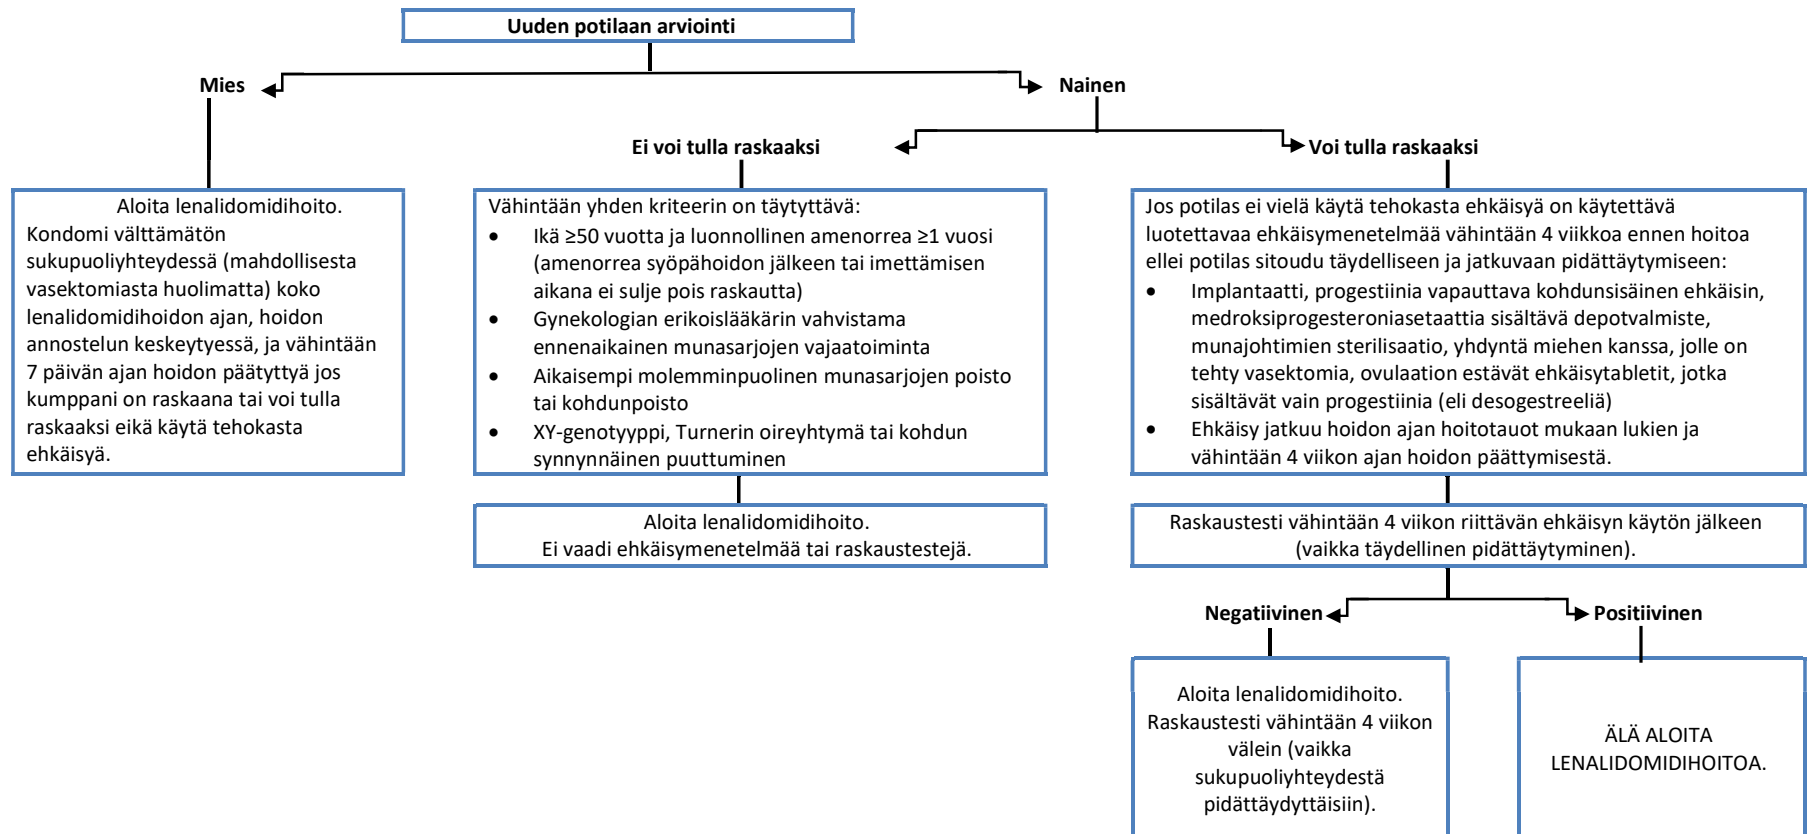 Uuden potilaan arviointi
Mies
Nainen
Ei voi tulla raskaaksi
Voi tulla raskaaksi
Aloita lenalidomidihoito.
Kondomi välttämätön
sukupuoliyhteydessä (mahdollisesta
vasektomiasta huolimatta) koko
lenalidomidihoidon ajan, hoidon
annostelun keskeytyessä, ja vähintään
7 päivän ajan hoidon päätyttyä jos
kumppani on raskaana tai voi tulla
raskaaksi eikä käytä tehokasta
ehkäisyä.
Vähintään yhden kriteerin on täytyttävä:
• Ikä ≥50 vuotta ja luonnollinen amenorrea ≥1 vuosi
(amenorrea syöpähoidon jälkeen tai imettämisen
aikana ei sulje pois raskautta)
• Gynekologian erikoislääkärin vahvistama
ennenaikainen munasarjojen vajaatoiminta
• Aikaisempi molemminpuolinen munasarjojen poisto
tai kohdunpoisto
• XY-genotyyppi, Turnerin oireyhtymä tai kohdun
synnynnäinen puuttuminen
Jos potilas ei vielä käytä tehokasta ehkäisyä on käytettävä
luotettavaa ehkäisymenetelmää vähintään 4 viikkoa ennen hoitoa
ellei potilas sitoudu täydelliseen ja jatkuvaan pidättäytymiseen:
• Implantaatti, progestiinia vapauttava kohdunsisäinen ehkäisin,
medroksiprogesteroniasetaattia sisältävä depotvalmiste,
munajohtimien sterilisaatio, yhdyntä miehen kanssa, jolle on
tehty vasektomia, ovulaation estävät ehkäisytabletit, jotka
sisältävät vain progestiinia (eli desogestreeliä)
• Ehkäisy jatkuu hoidon ajan hoitotauot mukaan lukien ja
vähintään 4 viikon ajan hoidon päättymisestä.
Aloita lenalidomidihoito.
Ei vaadi ehkäisymenetelmää tai raskaustestejä.
Raskaustesti vähintään 4 viikon riittävän ehkäisyn käytön jälkeen
(vaikka täydellinen pidättäytyminen).
Negatiivinen
Positiivinen
Aloita lenalidomidihoito.
Raskaustesti vähintään 4 viikon
välein (vaikka
sukupuoliyhteydestä
pidättäydyttäisiin).
ÄLÄ ALOITA
LENALIDOMIDIHOITOA.